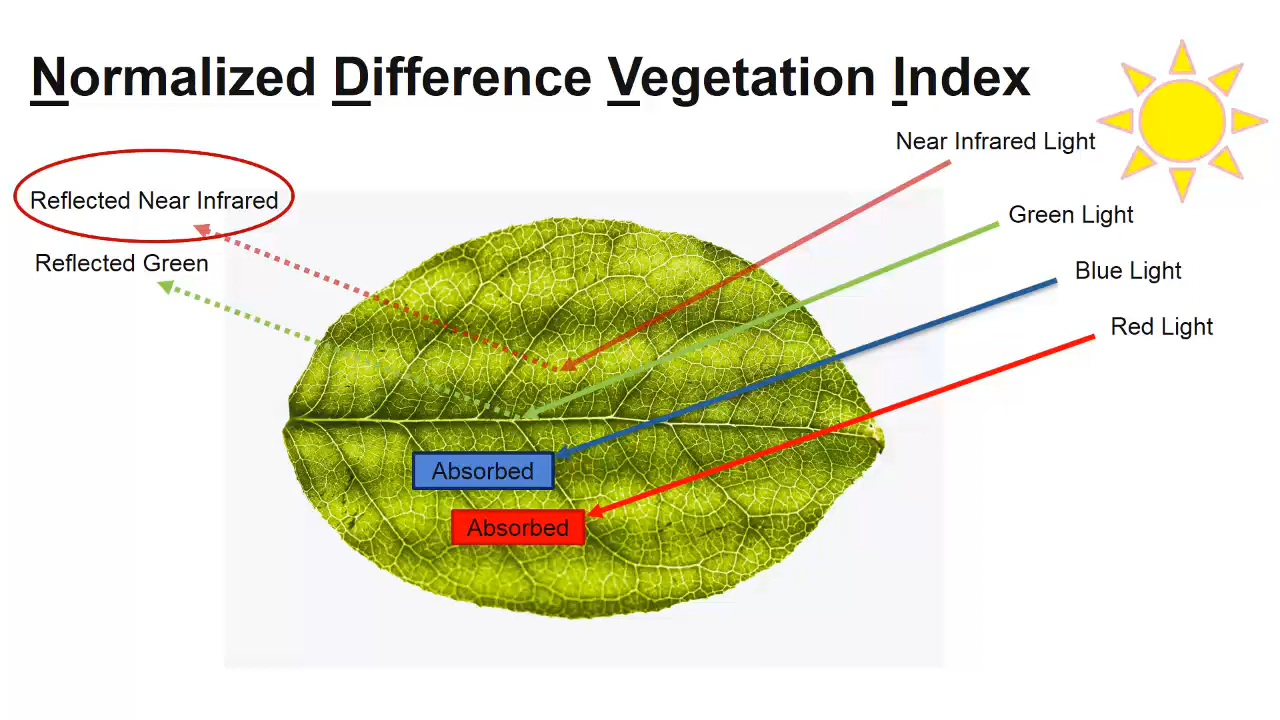 Normalized Difference Vegetation Index
Near Infrared Light
Reflected Near Infrared
Green Light
Reflected Green
Blue Light
Red Light
Absorbed
Absorbed